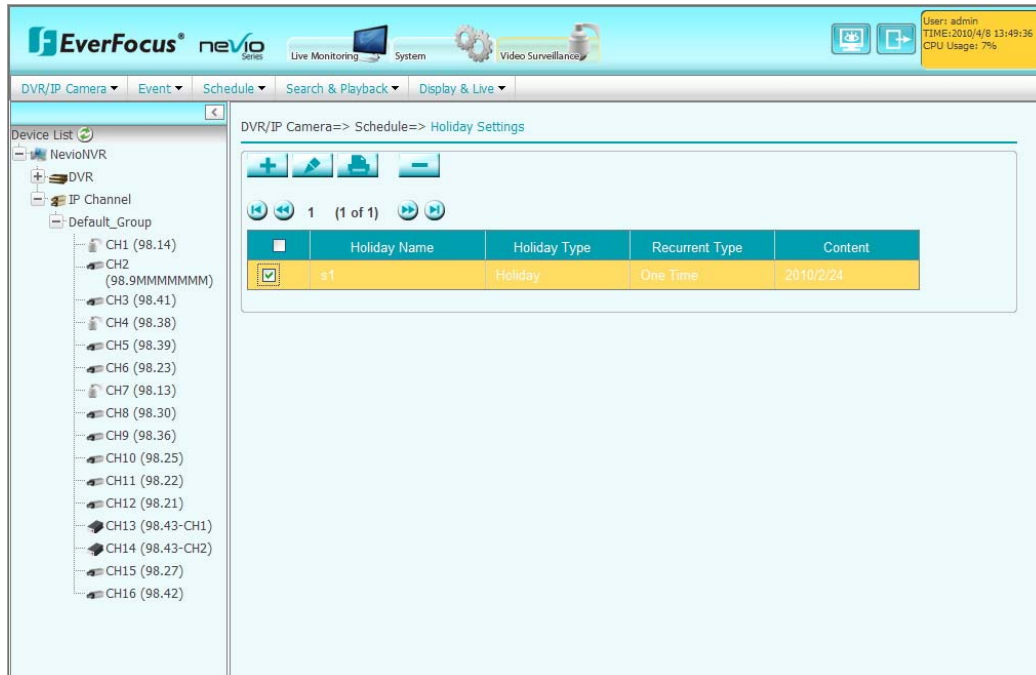 EverFocus® nevio Series
Live Monitoring System Video Surveillance
User: admin
TIME:2010/4/8 13:49:36
CPU Usage: 7%
DVR/IP Camera Event Schedule Search & Playback Display & Live
Device List
NevioNVR
DVR
IP Channel
Default_Group
CH1 (98.14)
CH2
(98.9MMMMMMM)
CH3 (98.41)
CH4 (98.38)
CH5 (98.39)
CH6 (98.23)
CH7 (98.13)
CH8 (98.30)
CH9 (98.36)
CH10 (98.25)
CH11 (98.22)
CH12 (98.21)
CH13 (98.43-CH1)
CH14 (98.43-CH2)
CH15 (98.27)
CH16 (98.42)
DVR/IP Camera=> Schedule=> Holiday Settings
1 (1 of 1)
Holiday Name Holiday Type Recurrent Type Content
s1 Holiday One Time 2010/2/24